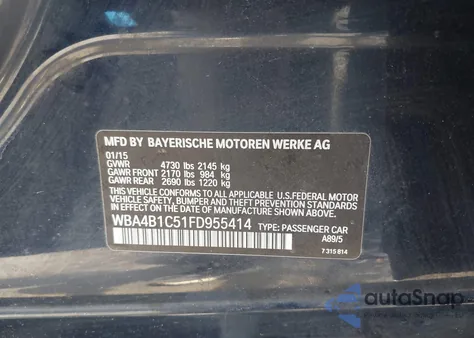 MFD BY BAYERISCHE MOTOREN WERKE AG
01/15
GVWR 4730 lbs 2145 kg
GAWR FRONT 2170 lbs 984 kg
GAWR REAR 2690 lbs 1220 kg
THIS VEHICLE CONFORMS TO ALL APPLICABLE U.S.FEDERAL MOTOR
VEHICLE SAFETY, BUMPER AND THEFT PREVENTION STANDARDS
IN EFFECT ON THE DATE OF MANUFACTURE SHOWN ABOVE.
WBA4B1C51FD955414 TYPE: PASSENGER CAR
A89/5
7 315 814
autoSnap